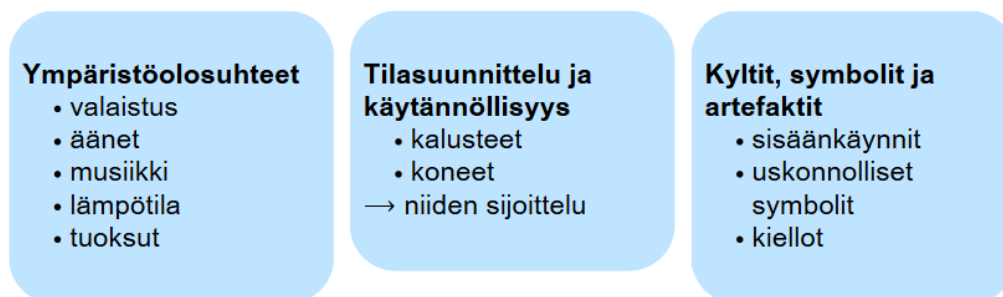 Ympäristöolosuhteet
• valaistus
• äänet
• musiikki
• lämpötila
• tuoksut
Tilasuunnittelu ja
käytännöllisyys
• kalusteet
• koneet
→ niiden sijoittelu
Kyltit, symbolit ja
artefaktit
• sisäänkäynnit
• uskonnolliset
symbolit
• kiellot